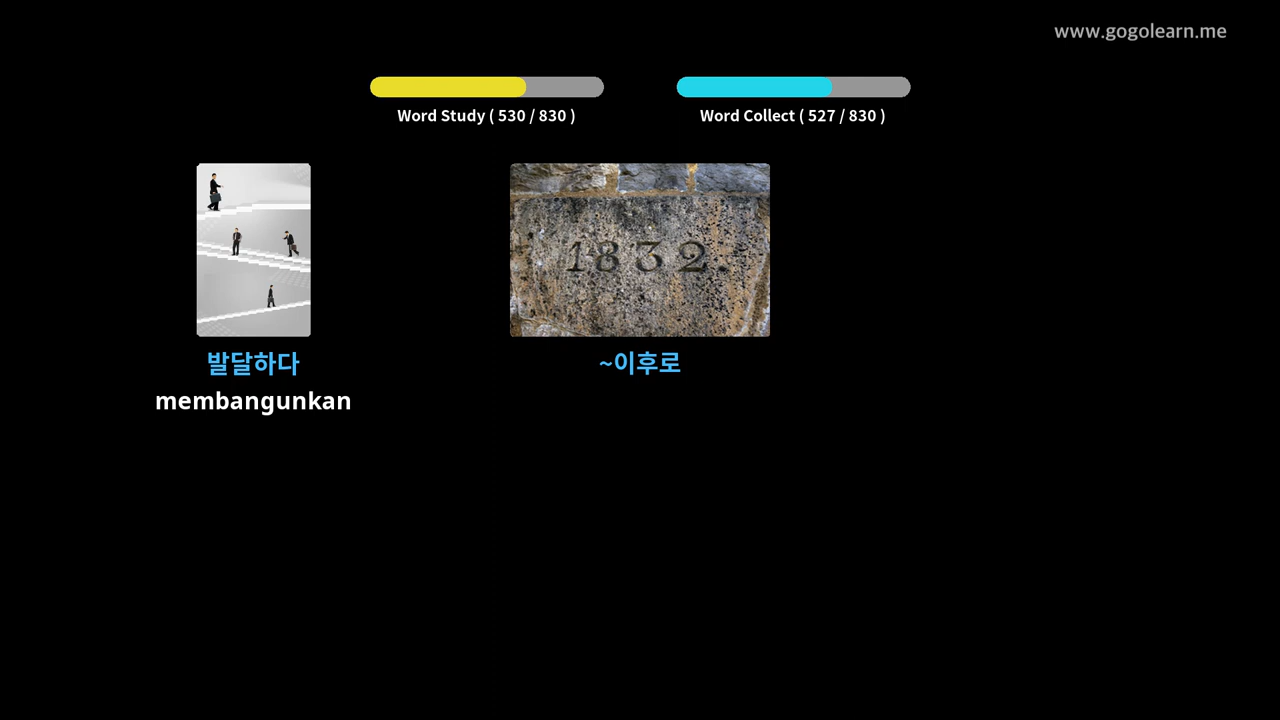 www.gogolearn.me
Word Study ( 530 / 830 )
Word Collect ( 527 / 830 )
1832.
발달하다
~이후로
membangunkan